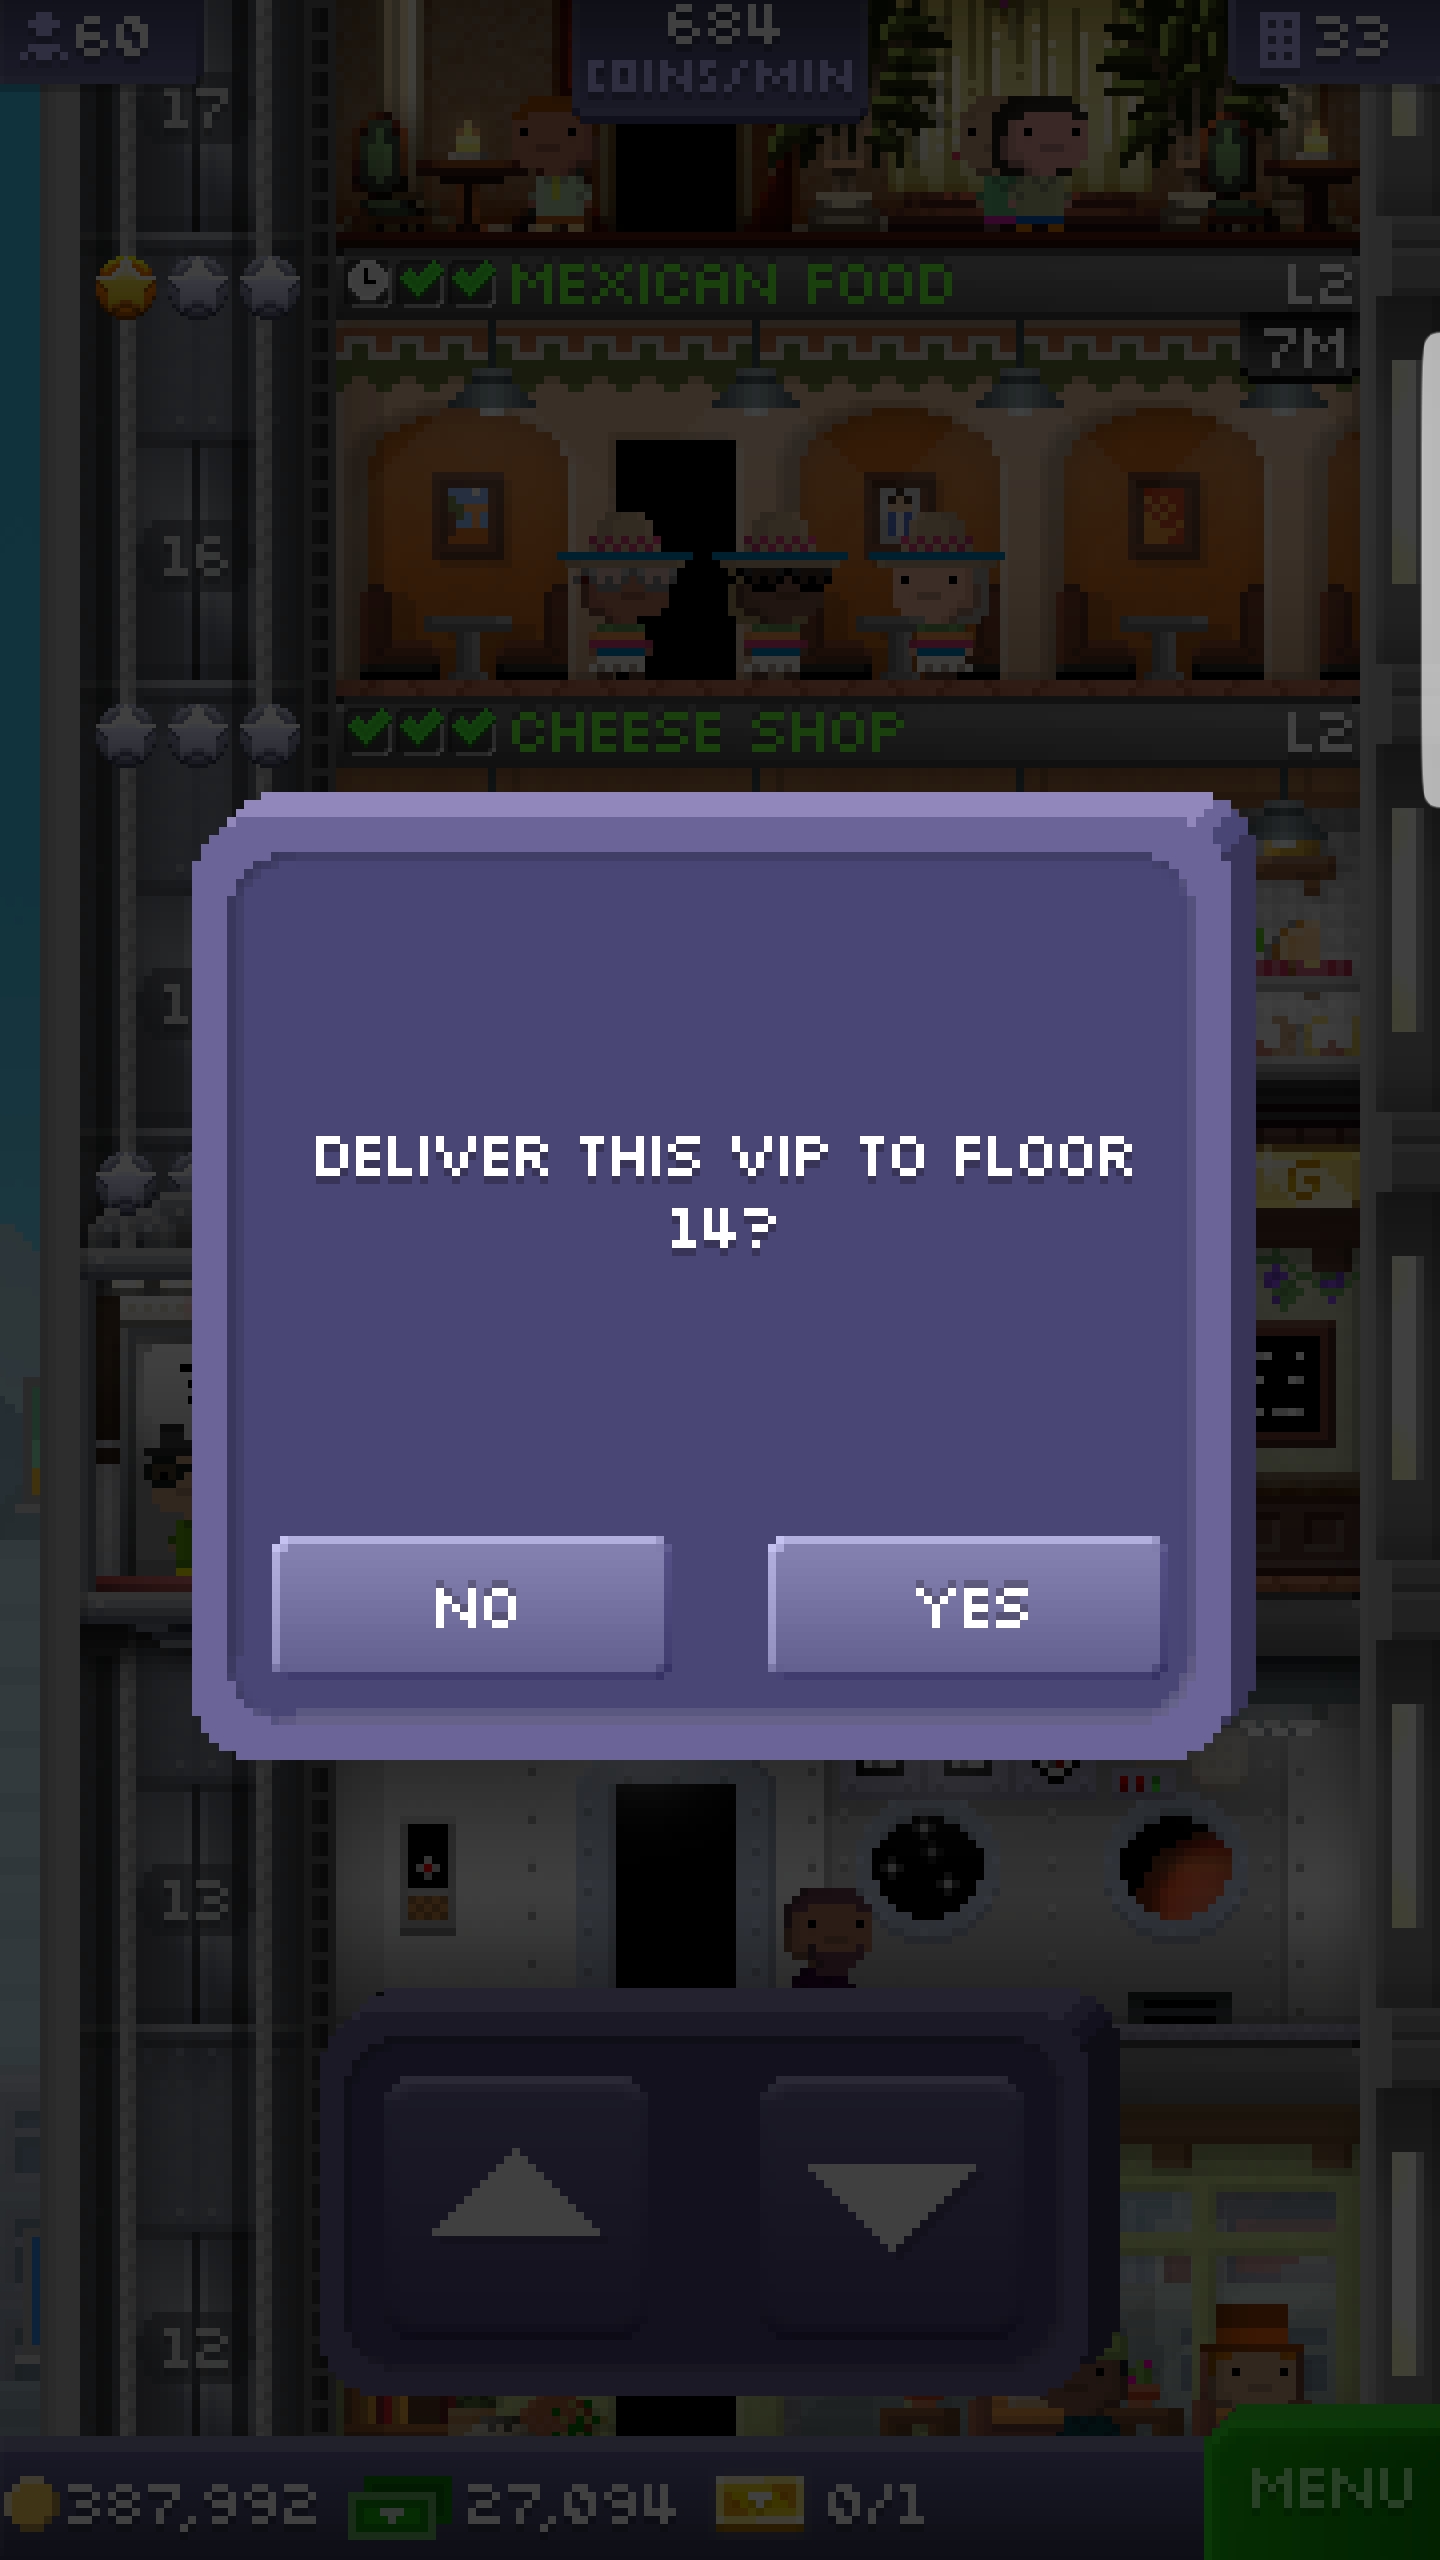 60
684
COINS/MIN
33
17
MEXICAN FOOD
L2
7M
16
CHEESE SHOP
L2
1
G
DELIVER THIS VIP TO FLOOR
14?
NO
YES
13
12
387,992
27,094
0/1
MENU